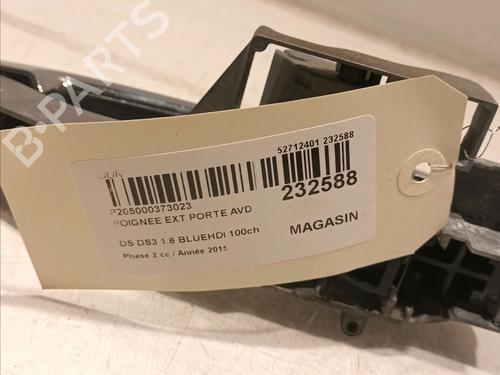 B-PARTS
52712401 232588
232588
P205000373023
POIGNEE EXT PORTE AVD
MAGASIN
DS DS3 1.6 BLUEHDI 100ch
Phase 2 cc / Année 2015